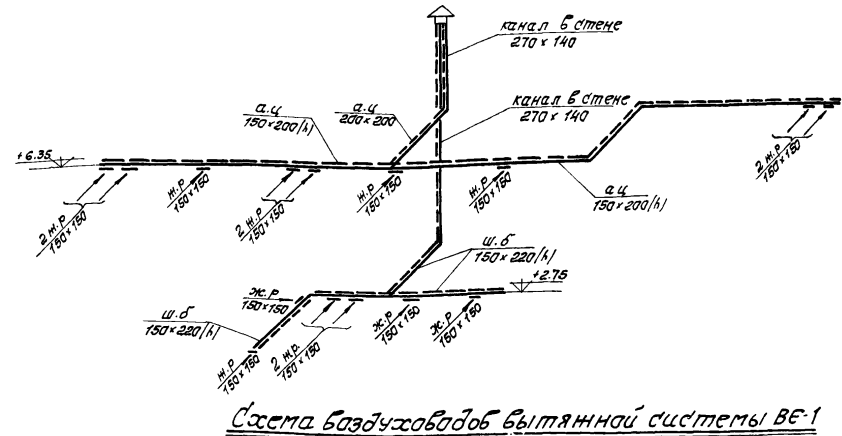 канал в стене
270×140
а.ц
150×200/h/
а.ц
200×200
канал в стене
270×140
+6.35
2 ж.р
150×150
ж.р
150×150
2 ж.р
150×150
ж.р
150×150
ж.р
150×150
а.ц
150×200/h/
2 ж.р
150×150
ш.б
150×220/h/
+2.75
ж.р
150×150
ш.б
150×220/h/
ж.р
150×150
2 ж.р.
150×150
ж.р
150×150
ж.р
150×150
Схема воздуховодов вытяжной системы ВЕ-1